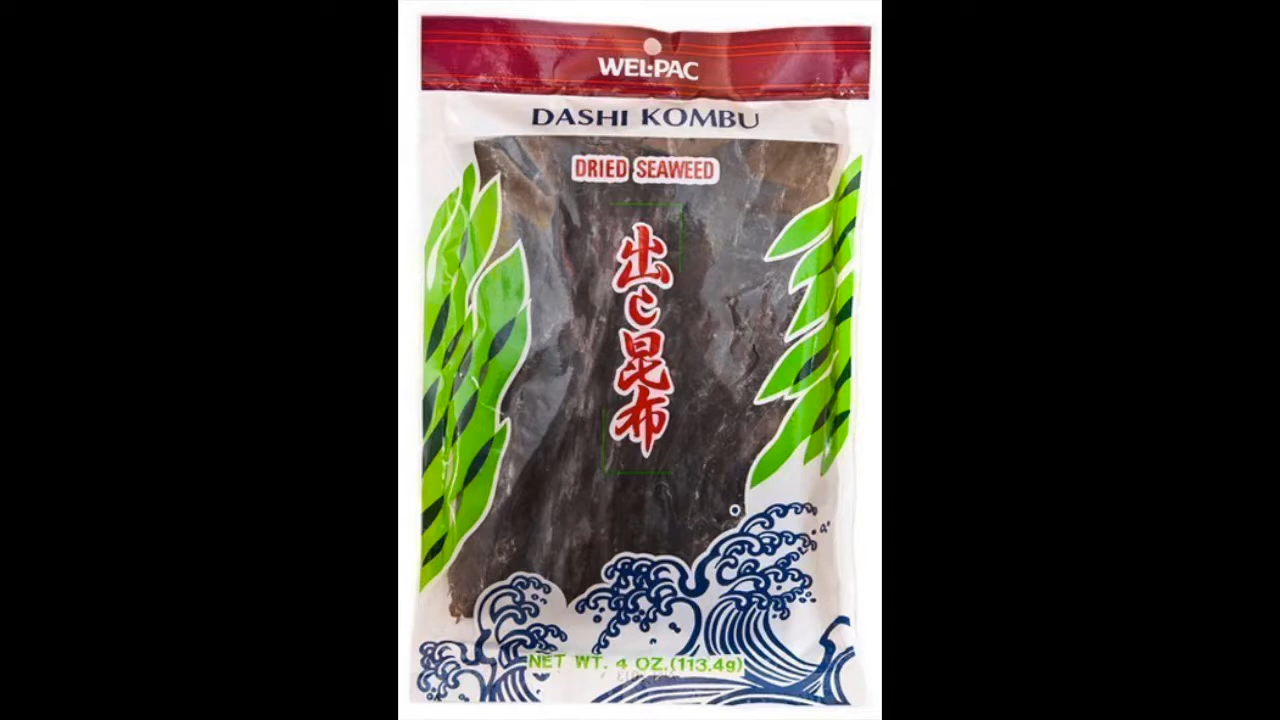 WEL·PAC
DASHI KOMBU
DRIED SEAWEED
出し昆布
NET WT. 4 OZ.(113.4g)